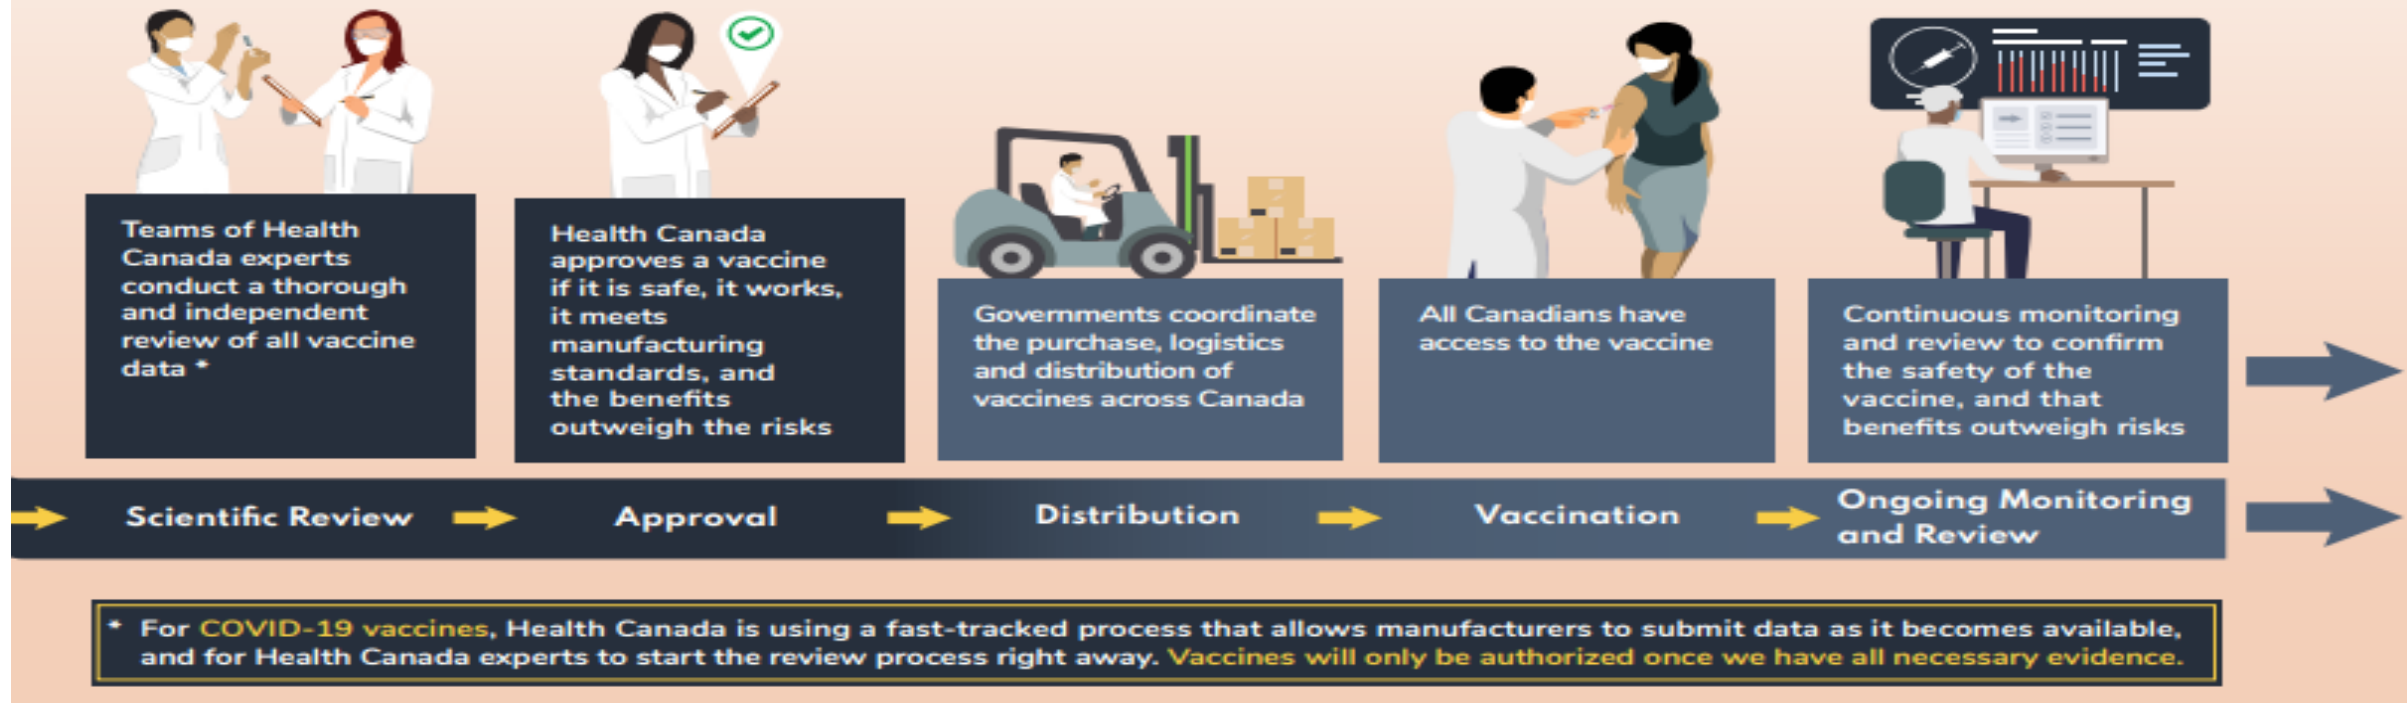 Teams of Health
Canada experts
conduct a thorough
and independent
review of all vaccine
data *
Health Canada
approves a vaccine
if it is safe, it works,
it meets
manufacturing
standards, and
the benefits
outweigh the risks
Governments coordinate
the purchase, logistics
and distribution of
vaccines across Canada
All Canadians have
access to the vaccine
Continuous monitoring
and review to confirm
the safety of the
vaccine, and that
benefits outweigh risks
Scientific Review
Approval
Distribution
Vaccination
Ongoing Monitoring
and Review
* For COVID-19 vaccines, Health Canada is using a fast-tracked process that allows manufacturers to submit data as it becomes available,
and for Health Canada experts to start the review process right away. Vaccines will only be authorized once we have all necessary evidence.